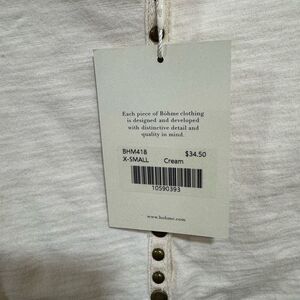 Each piece of Böhme clothing
is designed and developed
with distinctive detail and
quality in mind.
BHM418 $34.50
X-SMALL Cream
10590393
www.bohme.com